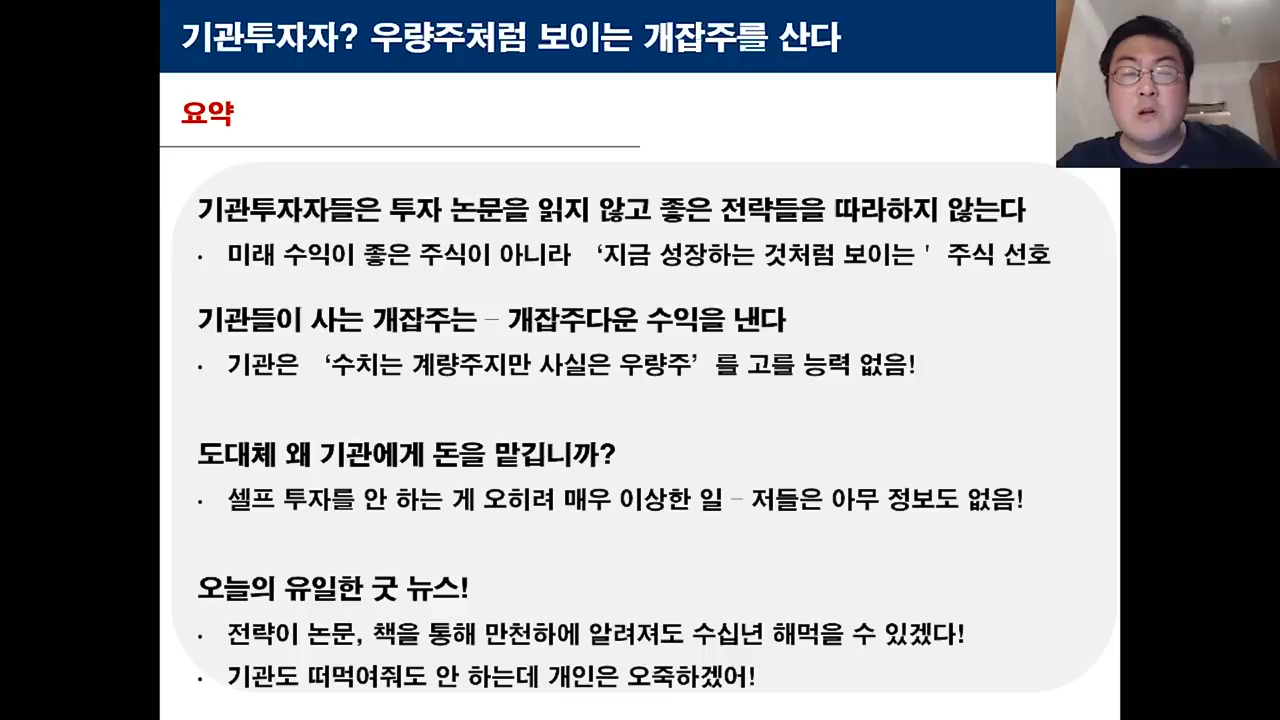 기관투자자? 우량주처럼 보이는 개잡주를 산다
요약
기관투자자들은 투자 논문을 읽지 않고 좋은 전략들을 따라하지 않는다
· 미래 수익이 좋은 주식이 아니라 ‘지금 성장하는 것처럼 보이는 ' 주식 선호
기관들이 사는 개잡주는 – 개잡주다운 수익을 낸다
· 기관은 ‘수치는 계량주지만 사실은 우량주’ 를 고를 능력 없음!
도대체 왜 기관에게 돈을 맡깁니까?
· 셀프 투자를 안 하는 게 오히려 매우 이상한 일 – 저들은 아무 정보도 없음!
오늘의 유일한 굿 뉴스!
· 전략이 논문, 책을 통해 만천하에 알려져도 수십년 해먹을 수 있겠다!
· 기관도 떠먹여줘도 안 하는데 개인은 오죽하겠어!